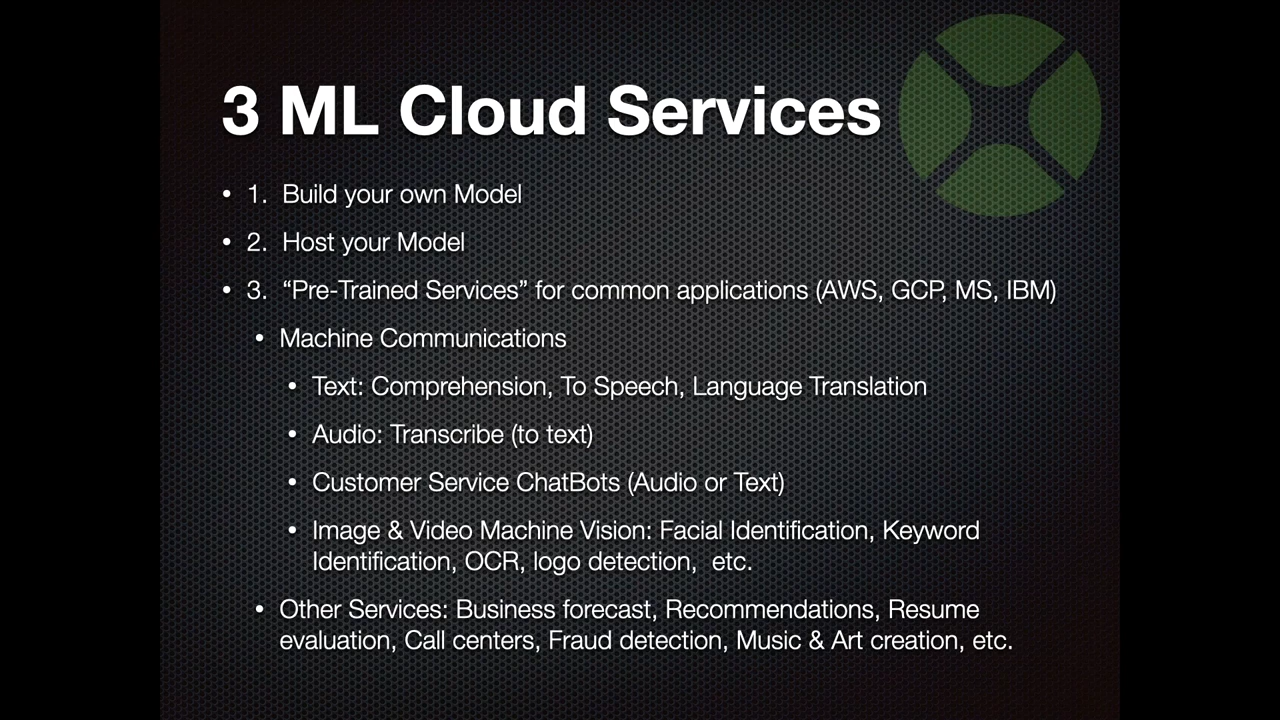 3 ML Cloud Services
• 1. Build your own Model
• 2. Host your Model
• 3. “Pre-Trained Services” for common applications (AWS, GCP, MS, IBM)
• Machine Communications
• Text: Comprehension, To Speech, Language Translation
• Audio: Transcribe (to text)
• Customer Service ChatBots (Audio or Text)
• Image & Video Machine Vision: Facial Identification, Keyword
Identification, OCR, logo detection,  etc.
• Other Services: Business forecast, Recommendations, Resume
evaluation, Call centers, Fraud detection, Music & Art creation, etc.